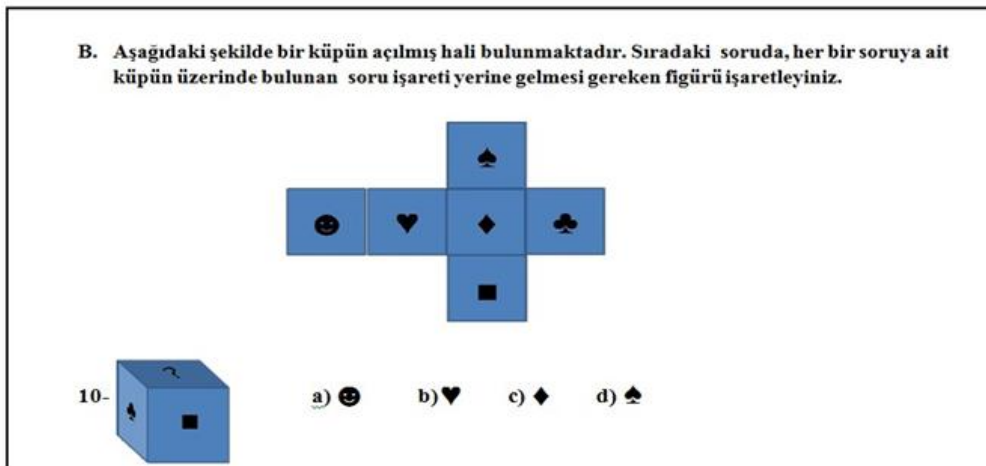 B. Aşağıdaki şekilde bir küpün açılmış hali bulunmaktadır. Sıradaki soruda, her bir soruya ait
küpün üzerinde bulunan soru işareti yerine gelmesi gereken figürü işaretleyiniz.
♠
☻ ♥ ♦ ♣
■
?
10- ♣ ■ a) ☻ b) ♥ c) ♦ d) ♠